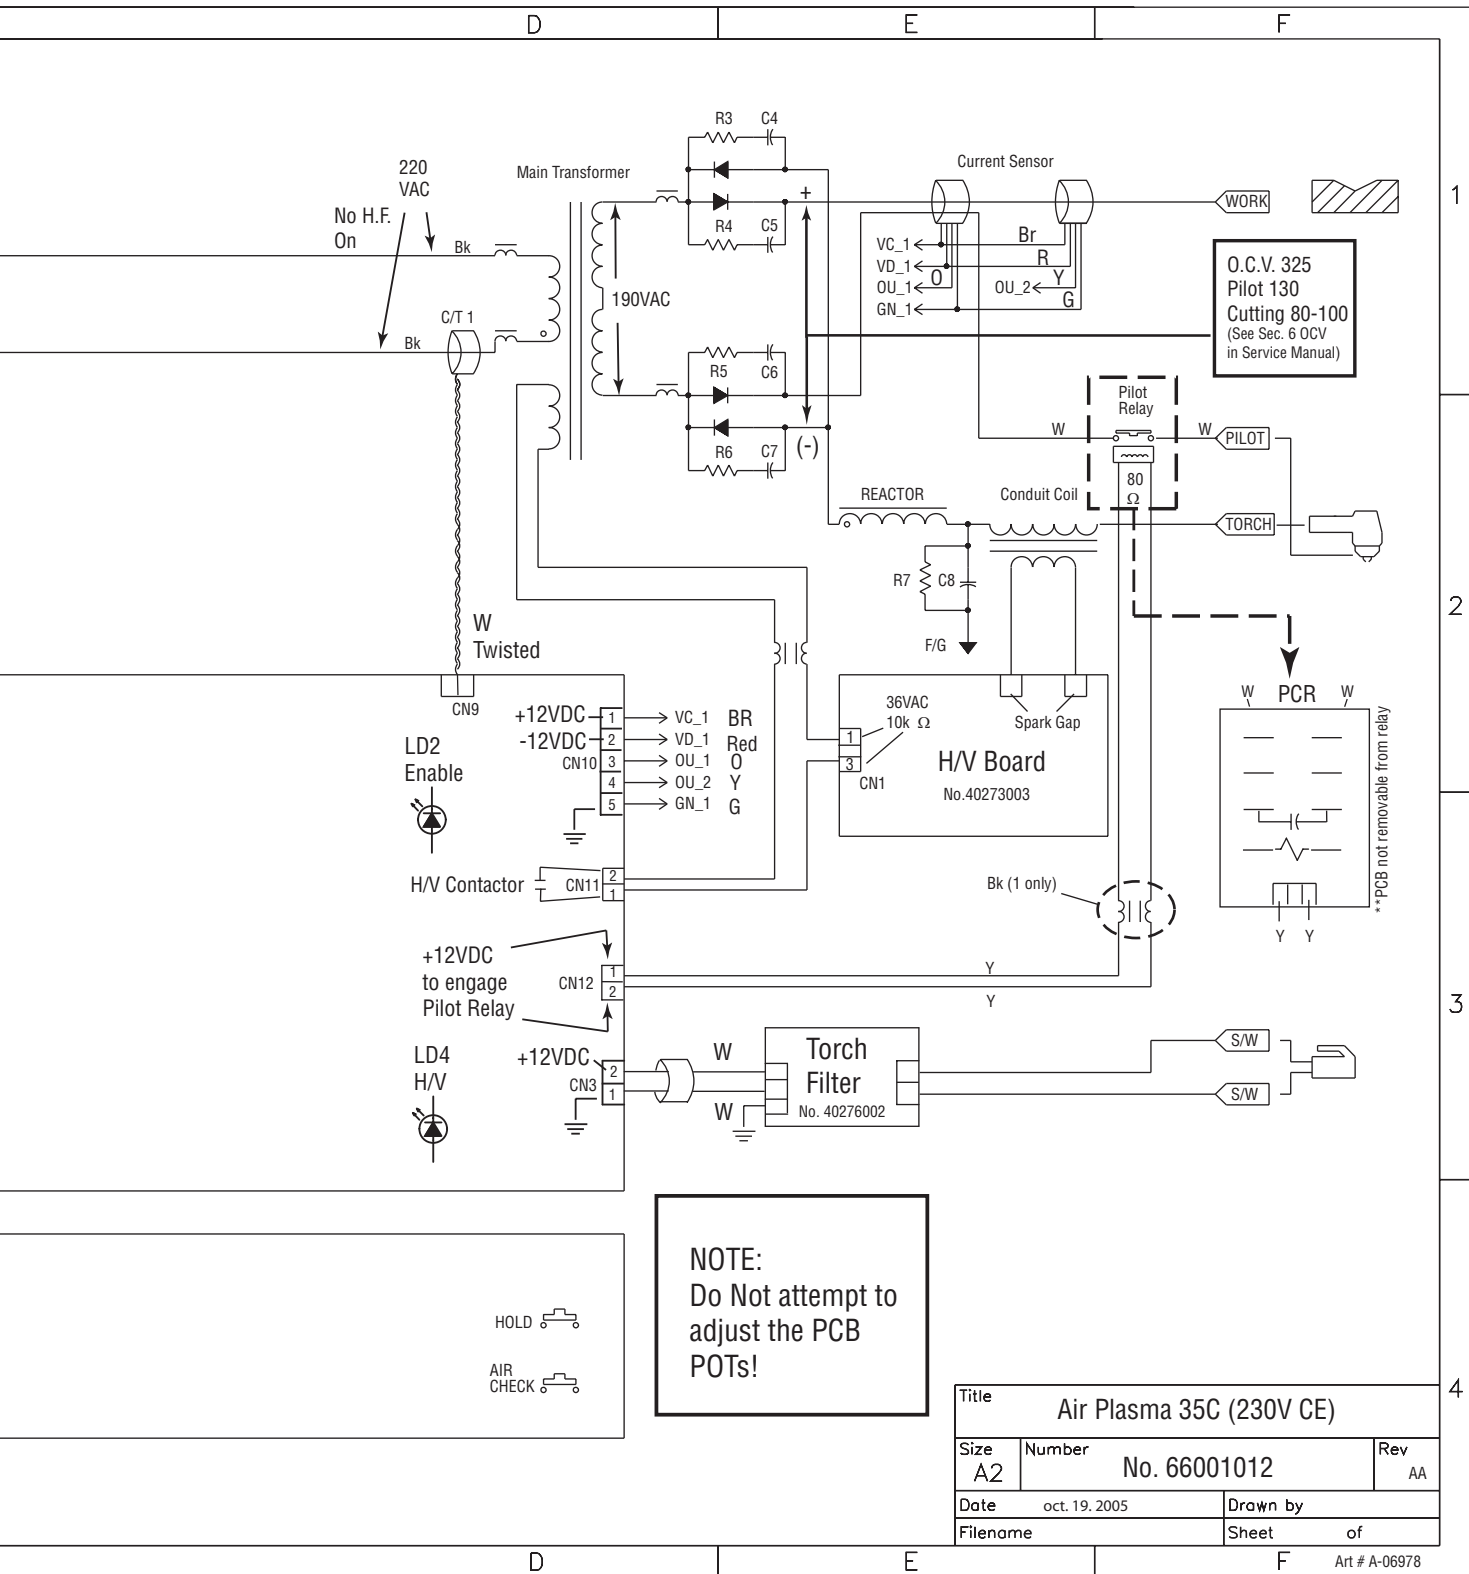 D
E
F
1
R3
C4
220
VAC
Main Transformer
Current Sensor
No H.F.
On
Bk
+
R4
C5
WORK
VC_1
Br
VD_1
R
OU_1
O
OU_2
Y
GN_1
G
O.C.V. 325
Pilot 130
Cutting 80-100
(See Sec. 6 OCV
in Service Manual)
190VAC
C/T 1
Bk
R5
C6
Pilot
Relay
W
W
PILOT
R6
C7
(-)
80
Ω
REACTOR
Conduit Coil
TORCH
R7
C8
2
F/G
W
Twisted
CN9
W
PCR
W
36VAC
10k Ω
Spark Gap
+12VDC
1
VC_1
BR
-12VDC
2
VD_1
Red
CN10
3
OU_1
O
4
OU_2
Y
5
GN_1
G
LD2
Enable
1
3
CN1
H/V Board
No.40273003
**PCB not removable from relay
H/V Contactor
CN11
2
1
Bk (1 only)
Y
Y
+12VDC
to engage
Pilot Relay
CN12
1
2
Y
Y
3
LD4
H/V
+12VDC
CN3
2
1
W
W
Torch
Filter
No. 40276002
S/W
S/W
NOTE:
Do Not attempt to
adjust the PCB
POTs!
HOLD
AIR
CHECK
4
Title
Air Plasma 35C (230V CE)
Size
A2
Number
No. 66001012
Rev
AA
Date
oct. 19. 2005
Drawn by
Filename
Sheet of
D
E
F
Art # A-06978